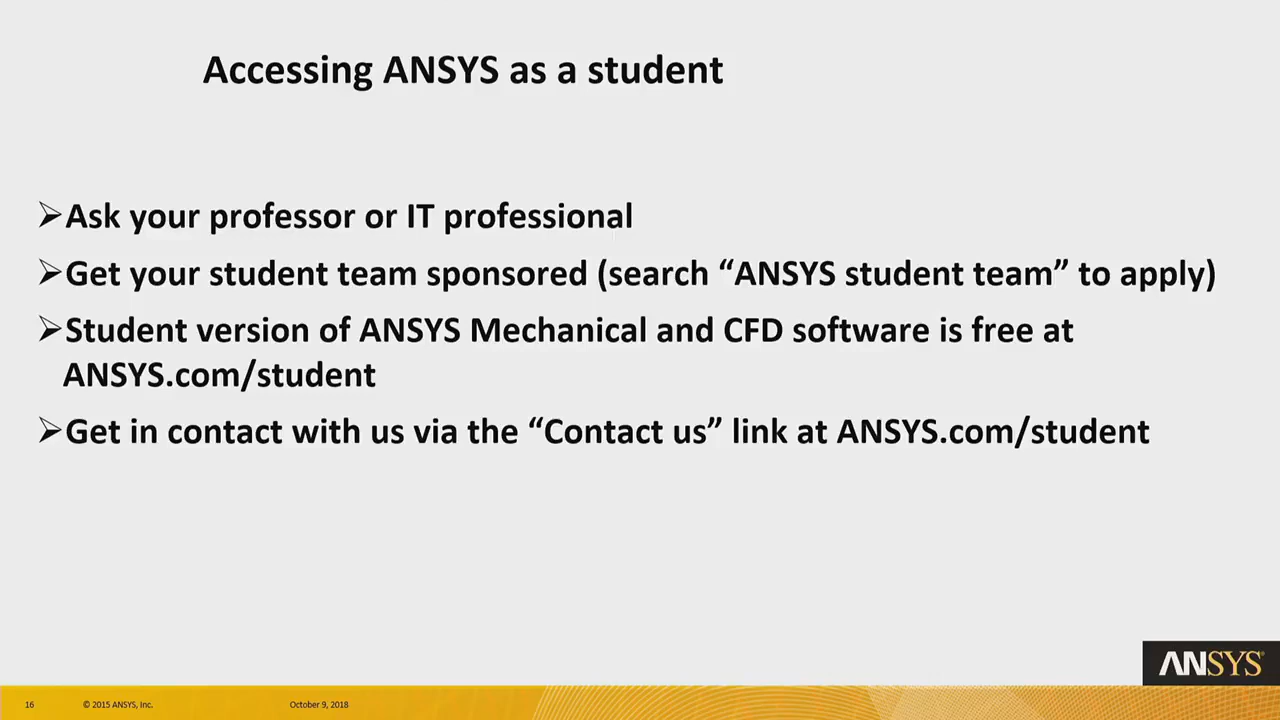 Accessing ANSYS as a student
➢Ask your professor or IT professional
➢Get your student team sponsored (search “ANSYS student team” to apply)
➢Student version of ANSYS Mechanical and CFD software is free at
ANSYS.com/student
➢Get in contact with us via the “Contact us” link at ANSYS.com/student
ANSYS®
16 © 2015 ANSYS, Inc. October 9, 2018